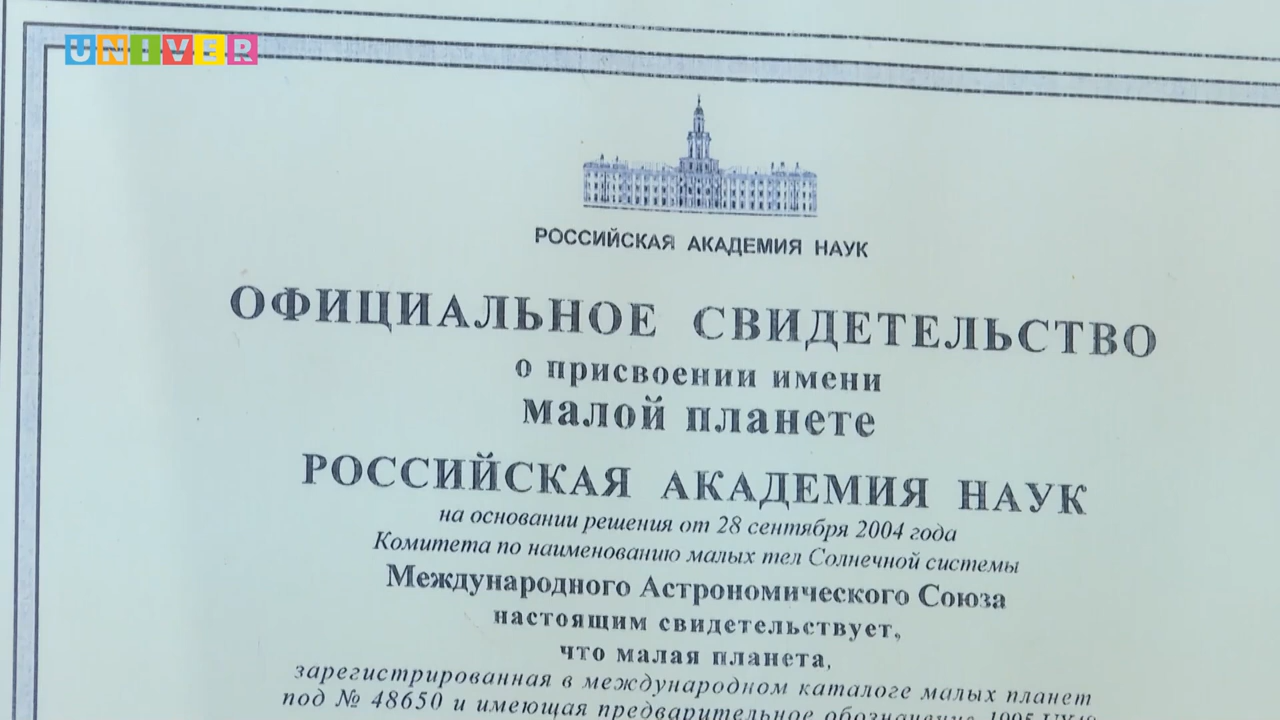 UNIVER
РОССИЙСКАЯ АКАДЕМИЯ НАУК
ОФИЦИАЛЬНОЕ СВИДЕТЕЛЬСТВО
о присвоении имени
малой планете
РОССИЙСКАЯ АКАДЕМИЯ НАУК
на основании решения от 28 сентября 2004 года
Комитета по наименованию малых тел Солнечной системы
Международного Астрономического Союза
настоящим свидетельствует,
что малая планета,
зарегистрированная в международном каталоге малых планет
под № 48650 и имеющая предварительное обозначение 1995